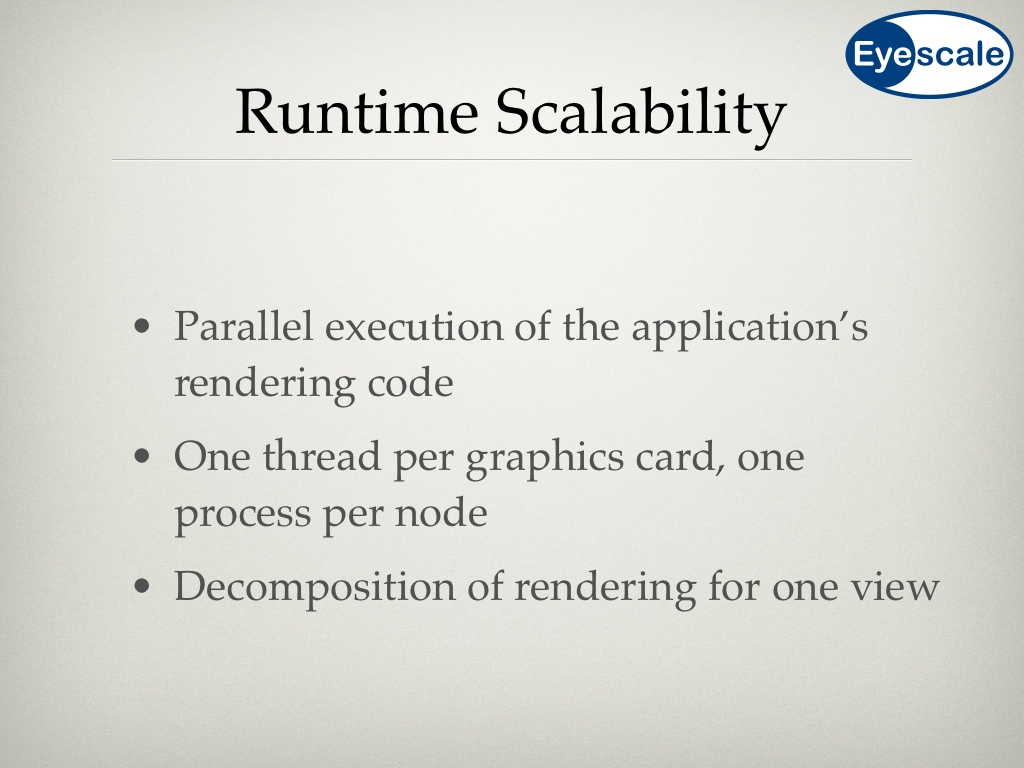 Eyescale
Runtime Scalability
• Parallel execution of the application’s
rendering code
• One thread per graphics card, one
process per node
• Decomposition of rendering for one view